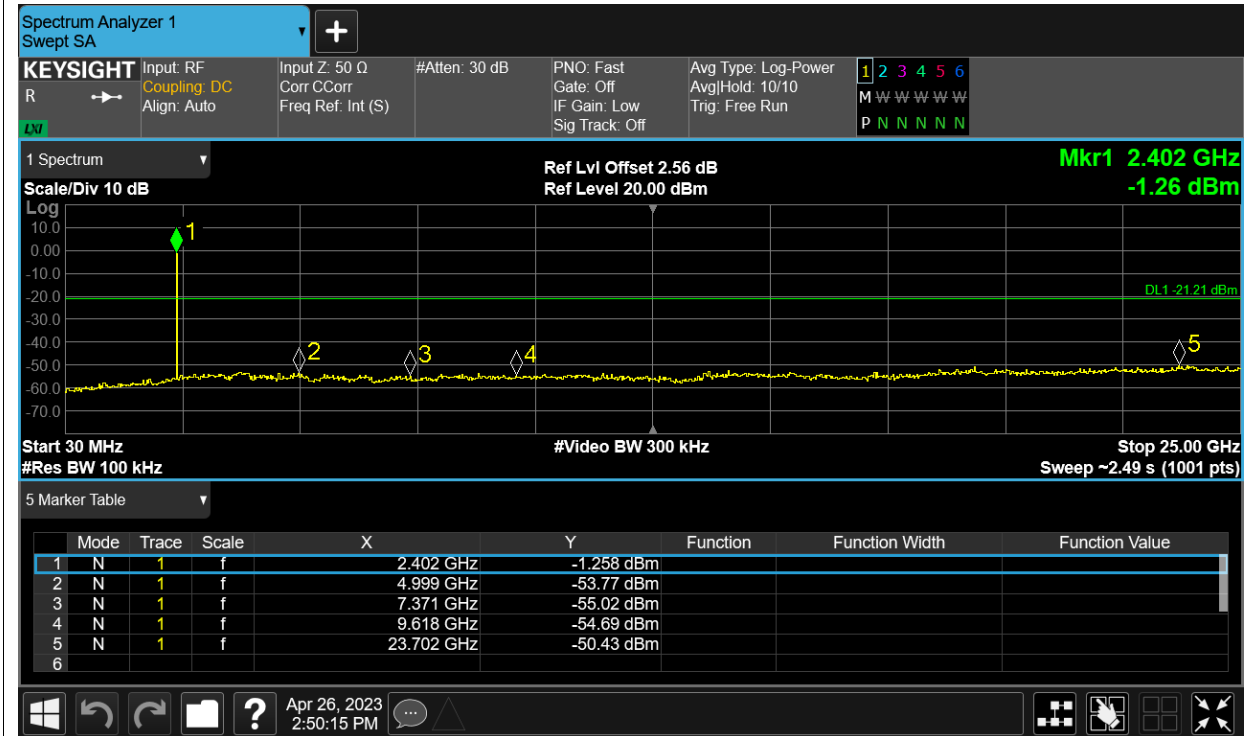 Spectrum Analyzer 1
Swept SA
+
KEYSIGHT Input: RF Input Z: 50 Ω #Atten: 30 dB PNO: Fast Avg Type: Log-Power 1 2 3 4 5 6
R Coupling: DC Corr CCorr Gate: Off Avg|Hold: 10/10 M W W W W W W
Align: Auto Freq Ref: Int (S) IF Gain: Low Trig: Free Run
LXI Sig Track: Off P N N N N N N
1 Spectrum Ref Lvl Offset 2.56 dB Mkr1 2.402 GHz
Scale/Div 10 dB Ref Level 20.00 dBm -1.26 dBm
Log
10.0 1
0.00
-10.0
-20.0 DL1 -21.21 dBm
-30.0
-40.0 2 3 4 5
-50.0
-60.0
-70.0
Start 30 MHz #Video BW 300 kHz Stop 25.00 GHz
#Res BW 100 kHz Sweep ~2.49 s (1001 pts)
5 Marker Table
Mode Trace Scale X Y Function Function Width Function Value
1 N 1 f 2.402 GHz -1.258 dBm
2 N 1 f 4.999 GHz -53.77 dBm
3 N 1 f 7.371 GHz -55.02 dBm
4 N 1 f 9.618 GHz -54.69 dBm
5 N 1 f 23.702 GHz -50.43 dBm
6
? Apr 26, 2023
2:50:15 PM